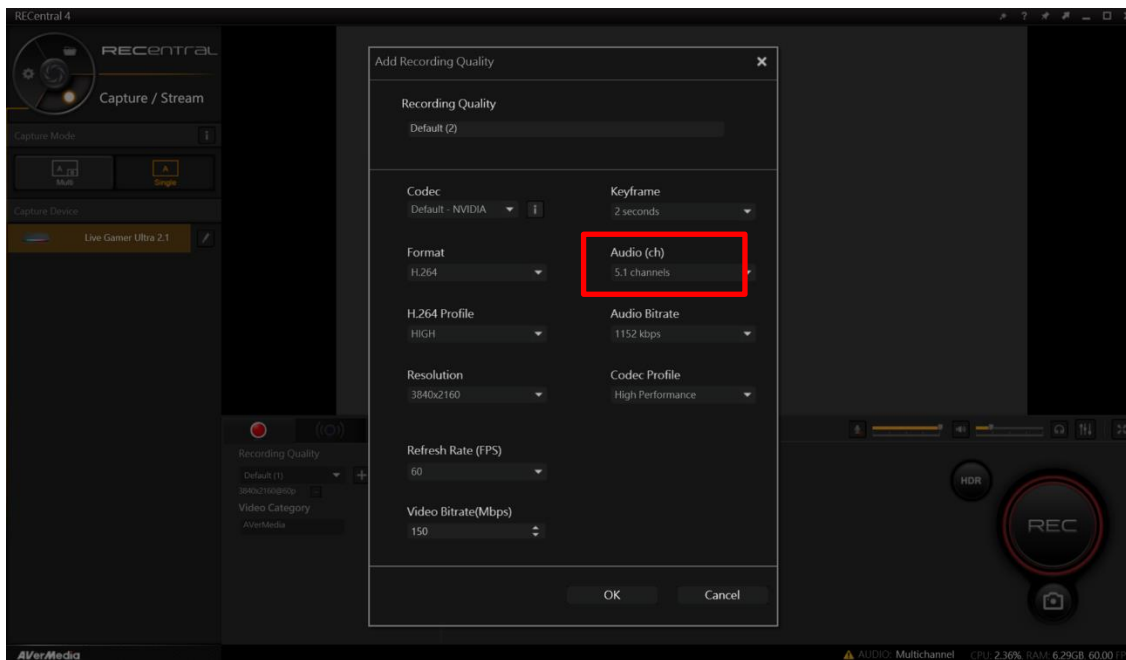 RECentral 4
?
RECentral
Capture / Stream
Capture Mode
i
A
Multi
A
Single
Capture Device
Live Gamer Ultra 2.1
Add Recording Quality
Recording Quality
Default (2)
Codec
Default - NVIDIA
i
Format
H.264
H.264 Profile
HIGH
Resolution
3840x2160
Refresh Rate (FPS)
60
Video Bitrate(Mbps)
150
Keyframe
2 seconds
Audio (ch)
5.1 channels
Audio Bitrate
1152 kbps
Codec Profile
High Performance
OK
Cancel
Recording Quality
Default (1)
3840x2160@60p
Video Category
AVerMedia
HDR
REC
AVerMedia
AUDIO: Multichannel CPU: 2.36%, RAM: 6.29GB, 60.00